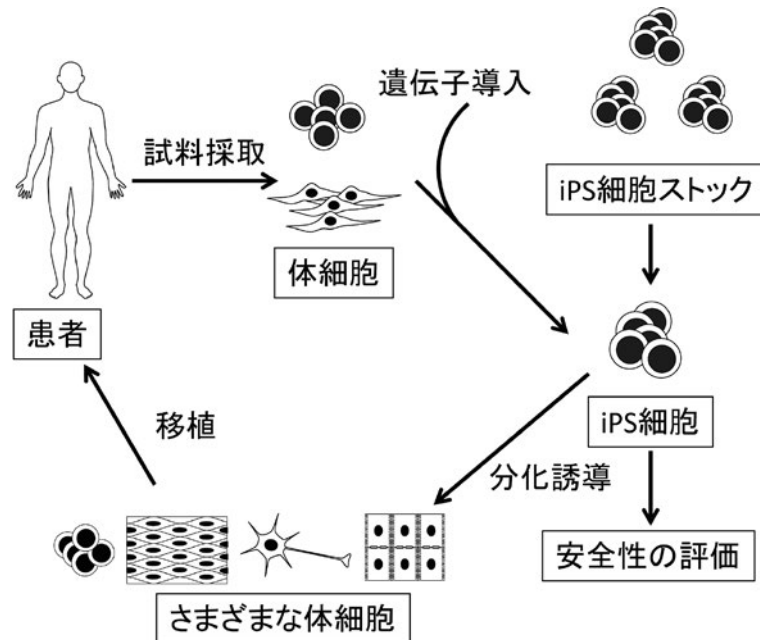 遺伝子導入
試料採取
iPS細胞ストック
体細胞
患者
移植
iPS細胞
分化誘導
安全性の評価
さまざまな体細胞